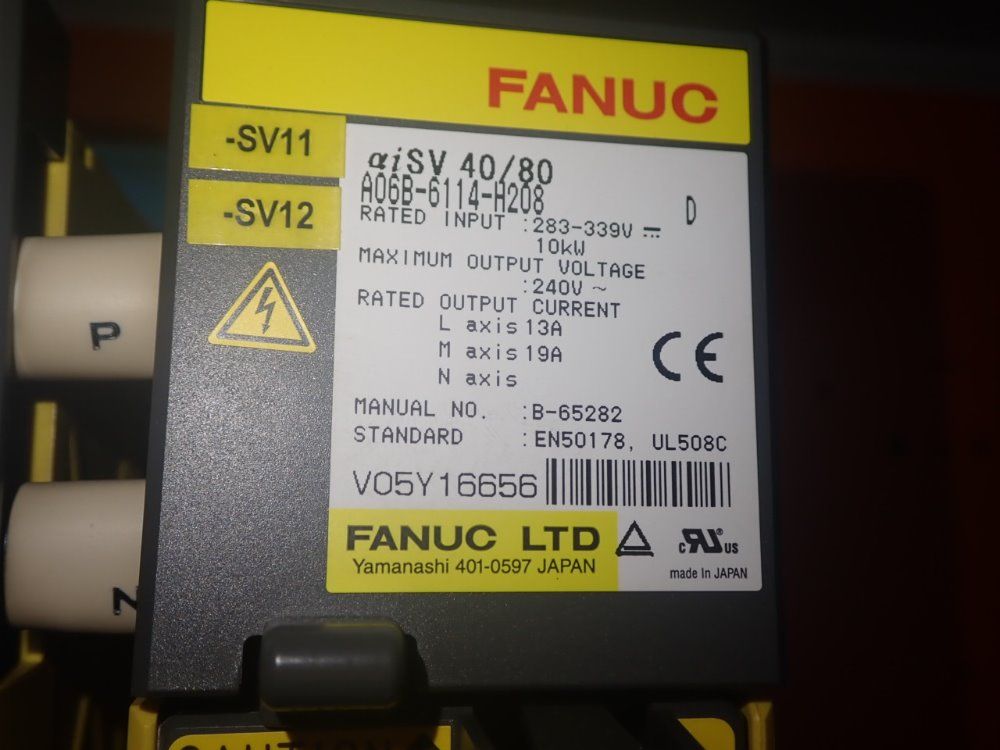 FANUC
-SV11
-SV12
αiSV 40/80
A06B-6114-H208
D
RATED INPUT :283-339V ⎓
10kW
MAXIMUM OUTPUT VOLTAGE
:240V ~
RATED OUTPUT CURRENT
L axis 13A
M axis 19A
N axis
CE
MANUAL NO. :B-65282
STANDARD :EN50178, UL508C
V05Y16656
FANUC LTD
Yamanashi 401-0597 JAPAN
c RU US
made in JAPAN
P
N